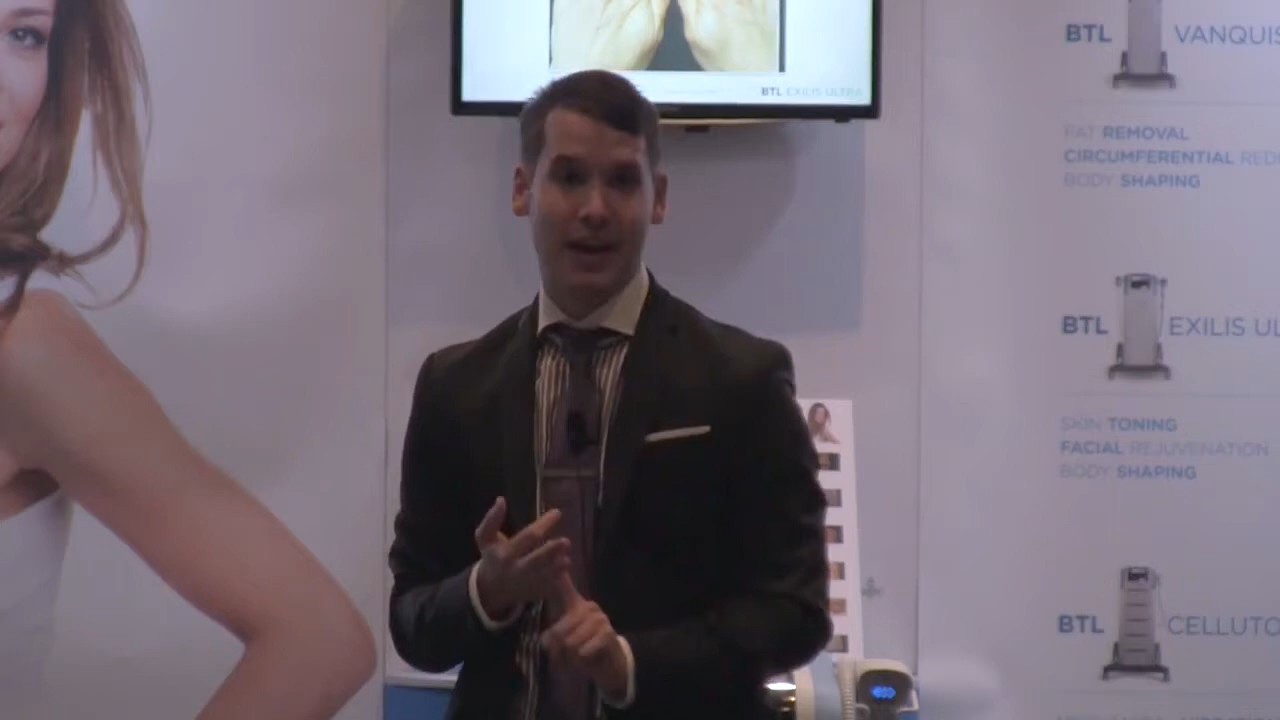 BTL EXILIS ULTRA
BTL VANQUIS
FAT REMOVAL
CIRCUMFERENTIAL RED
BODY SHAPING
BTL EXILIS UL
SKIN TONING
FACIAL REJUVENATION
BODY SHAPING
BTL CELLUTO